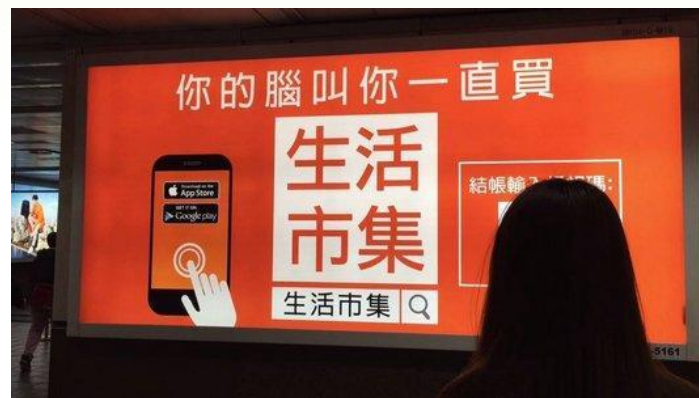 你的腦叫你一直買
生活
市集
生活市集
Download on the
App Store
GET IT ON
Google play
結帳輸入
碼:
-5161